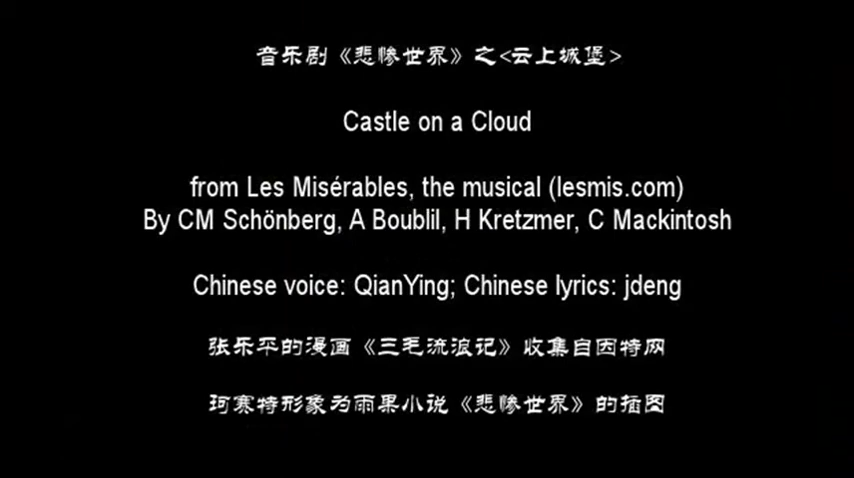 音乐剧《悲惨世界》之<云上城堡>
Castle on a Cloud
from Les Misérables, the musical (lesmis.com)
By CM Schönberg, A Boublil, H Kretzmer, C Mackintosh
Chinese voice: QianYing; Chinese lyrics: jdeng
张乐平的漫画《三毛流浪记》收集自因特网
珂赛特形象为雨果小说《悲惨世界》的插图